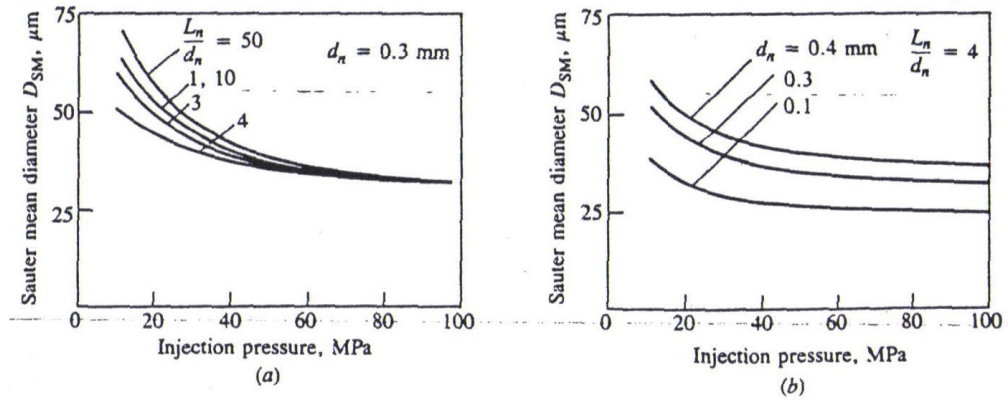 Sauter mean diameter D_SM, μm
75
50
25
0
L_n/d_n = 50
d_n = 0.3 mm
1, 10
3
4
0 20 40 60 80 100
Injection pressure, MPa
(a)
Sauter mean diameter D_SM, μm
75
50
25
0
d_n = 0.4 mm
L_n/d_n = 4
0.3
0.1
0 20 40 60 80 100
Injection pressure, MPa
(b)